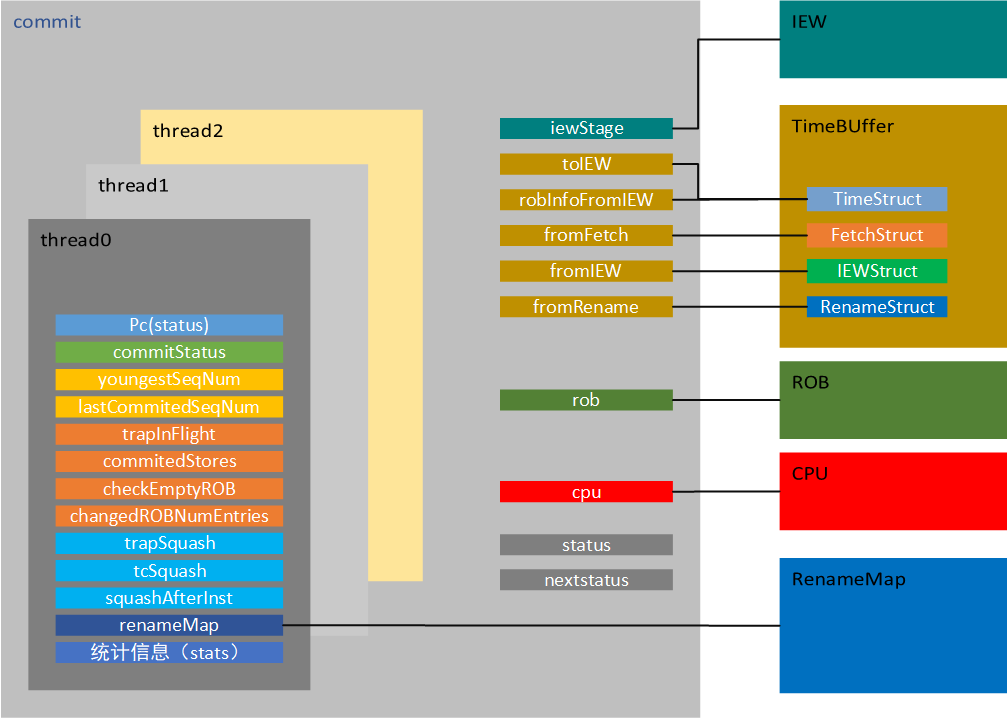 commit
thread2
thread1
thread0
Pc(status)
commitStatus
youngestSeqNum
lastCommitedSeqNum
trapInFlight
commitedStores
checkEmptyROB
changedROBNumEntries
trapSquash
tcSquash
squashAfterInst
renameMap
统计信息（stats）
iewStage
toIEW
robInfoFromIEW
fromFetch
fromIEW
fromRename
rob
cpu
status
nextstatus
IEW
TimeBUffer
TimeStruct
FetchStruct
IEWStruct
RenameStruct
ROB
CPU
RenameMap